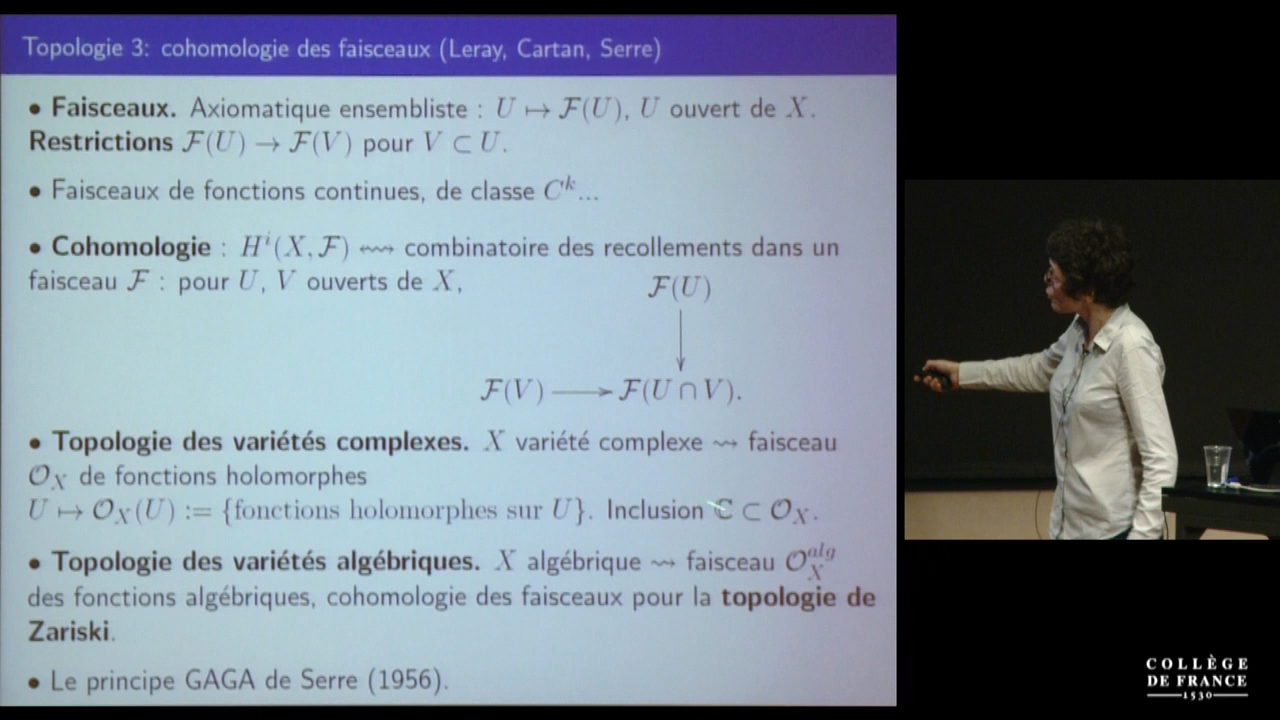 Topologie 3: cohomologie des faisceaux (Leray, Cartan, Serre)
• Faisceaux. Axiomatique ensembliste : U ↦ ℱ(U), U ouvert de X.
Restrictions ℱ(U) → ℱ(V) pour V ⊂ U.
• Faisceaux de fonctions continues, de classe Cᵏ...
• Cohomologie : Hⁱ(X, ℱ) ↭ combinatoire des recollements dans un
faisceau ℱ : pour U, V ouverts de X,
ℱ(U)
↓
ℱ(V) ⟶ ℱ(U ∩ V).
• Topologie des variétés complexes. X variété complexe ⇝ faisceau
𝒪_X de fonctions holomorphes
U ↦ 𝒪_X(U) := {fonctions holomorphes sur U}. Inclusion ℂ ⊂ 𝒪_X.
• Topologie des variétés algébriques. X algébrique ⇝ faisceau 𝒪_X^{alg}
des fonctions algébriques, cohomologie des faisceaux pour la topologie de
Zariski.
• Le principe GAGA de Serre (1956).
COLLÈGE
DE FRANCE
1530